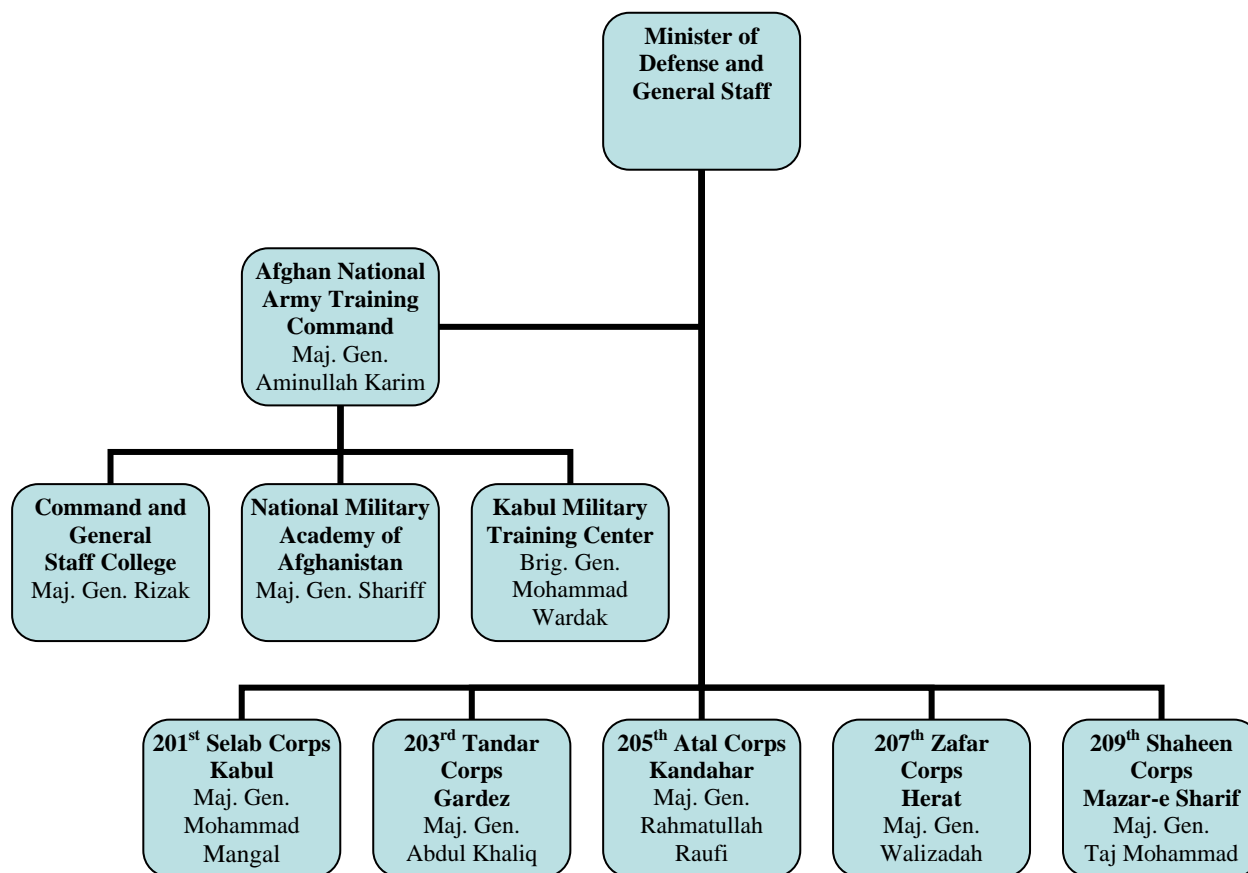 Minister of
Defense and
General Staff
Afghan National
Army Training
Command
Maj. Gen.
Aminullah Karim
Command and
General
Staff College
Maj. Gen. Rizak
National Military
Academy of
Afghanistan
Maj. Gen. Shariff
Kabul Military
Training Center
Brig. Gen.
Mohammad
Wardak
201st Selab Corps
Kabul
Maj. Gen.
Mohammad
Mangal
203rd Tandar
Corps
Gardez
Maj. Gen.
Abdul Khaliq
205th Atal Corps
Kandahar
Maj. Gen.
Rahmatullah
Raufi
207th Zafar
Corps
Herat
Maj. Gen.
Walizadah
209th Shaheen
Corps
Mazar-e Sharif
Maj. Gen.
Taj Mohammad